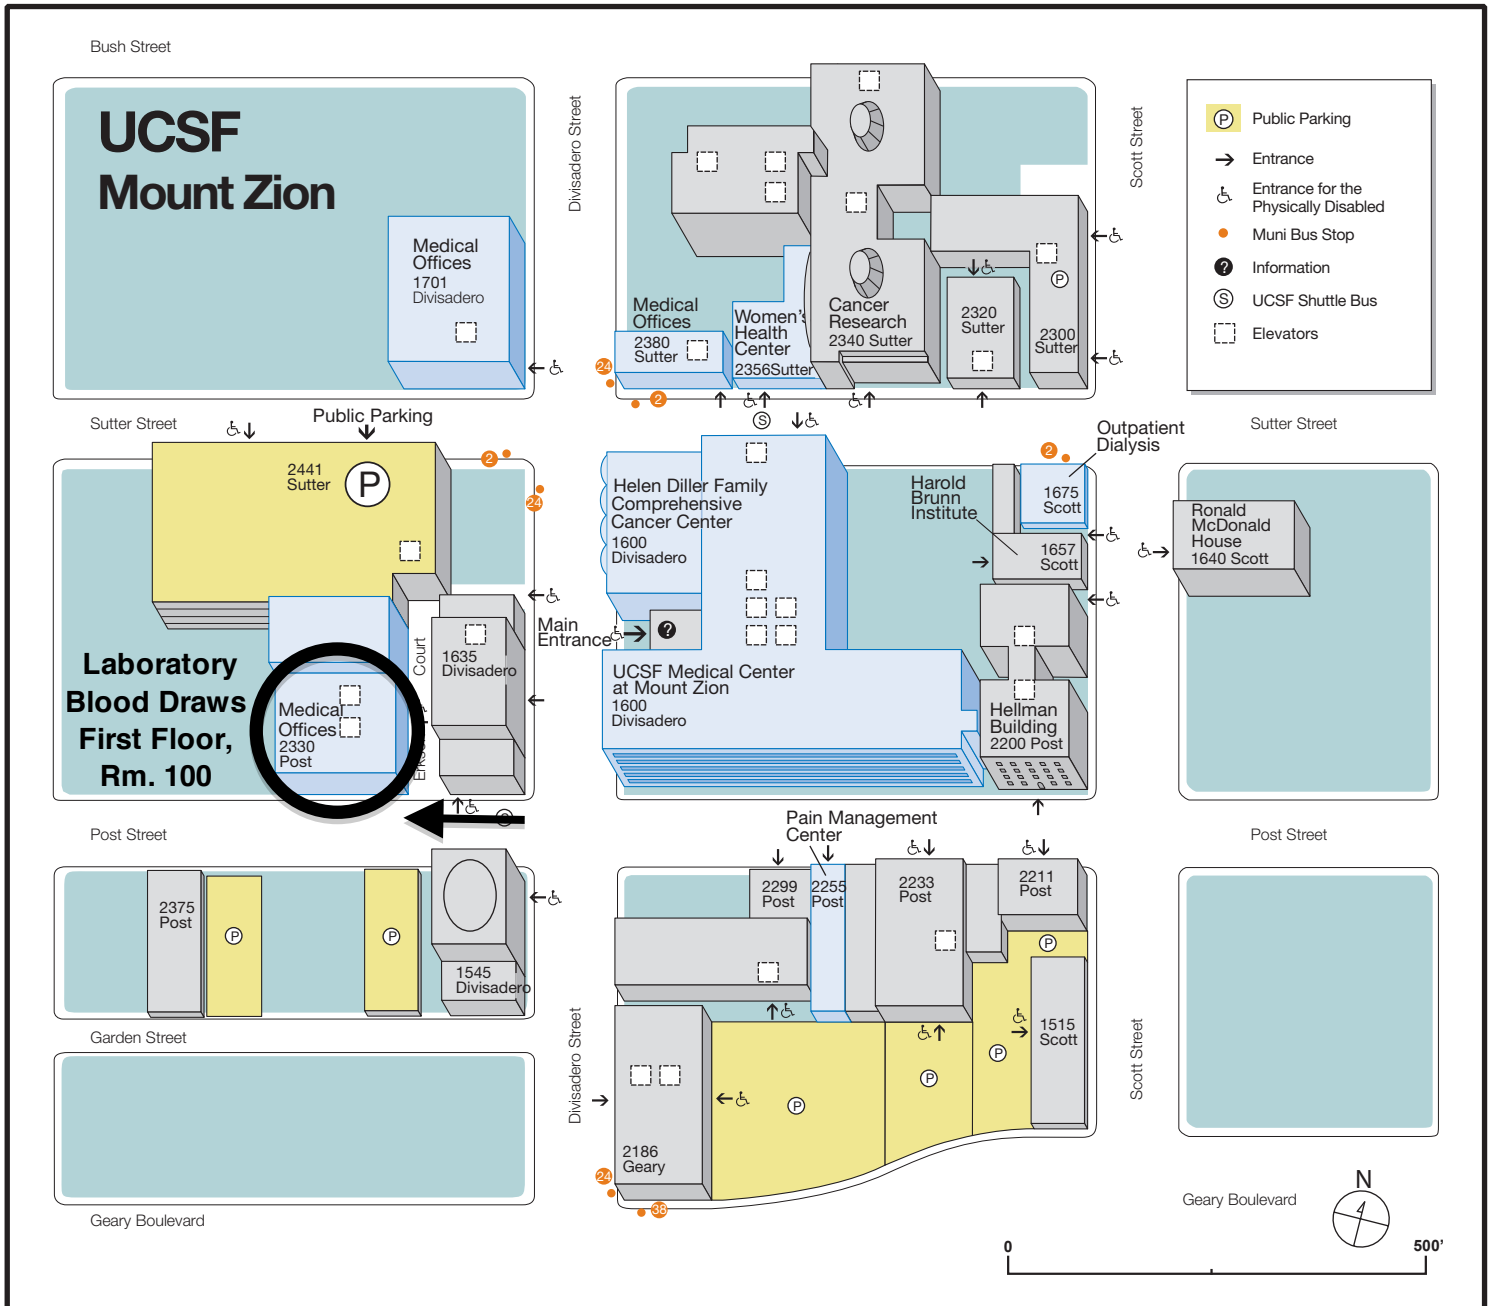 Bush Street
UCSF
Mount Zion
Medical
Offices
1701
Divisadero
Divisadero Street
Scott Street
Medical
Offices
2380
Sutter
Women's
Health
Center
2356Sutter
Cancer
Research
2340 Sutter
2320
Sutter
P
2300
Sutter
P Public Parking
Entrance
Entrance for the
Physically Disabled
Muni Bus Stop
? Information
S UCSF Shuttle Bus
Elevators
24
2
S
Sutter Street
Public Parking
2441
Sutter
P
2
24
Helen Diller Family
Comprehensive
Cancer Center
1600
Divisadero
Harold
Brunn
Institute
2
Outpatient
Dialysis
1675
Scott
1657
Scott
Sutter Street
Ronald
McDonald
House
1640 Scott
Main
Entrance
?
UCSF Medical Center
at Mount Zion
1600
Divisadero
Hellman
Building
2200 Post
Laboratory
Blood Draws
First Floor,
Rm. 100
Medical
Offices
2330
Post
Court
1635
Divisadero
Post Street
Pain Management
Center
Post Street
2375
Post
P
P
1545
Divisadero
2299
Post
2255
Post
2233
Post
2211
Post
P
1515
Scott
P
P
P
Garden Street
Divisadero Street
Scott Street
2186
Geary
24
38
Geary Boulevard
Geary Boulevard
N
0
500'